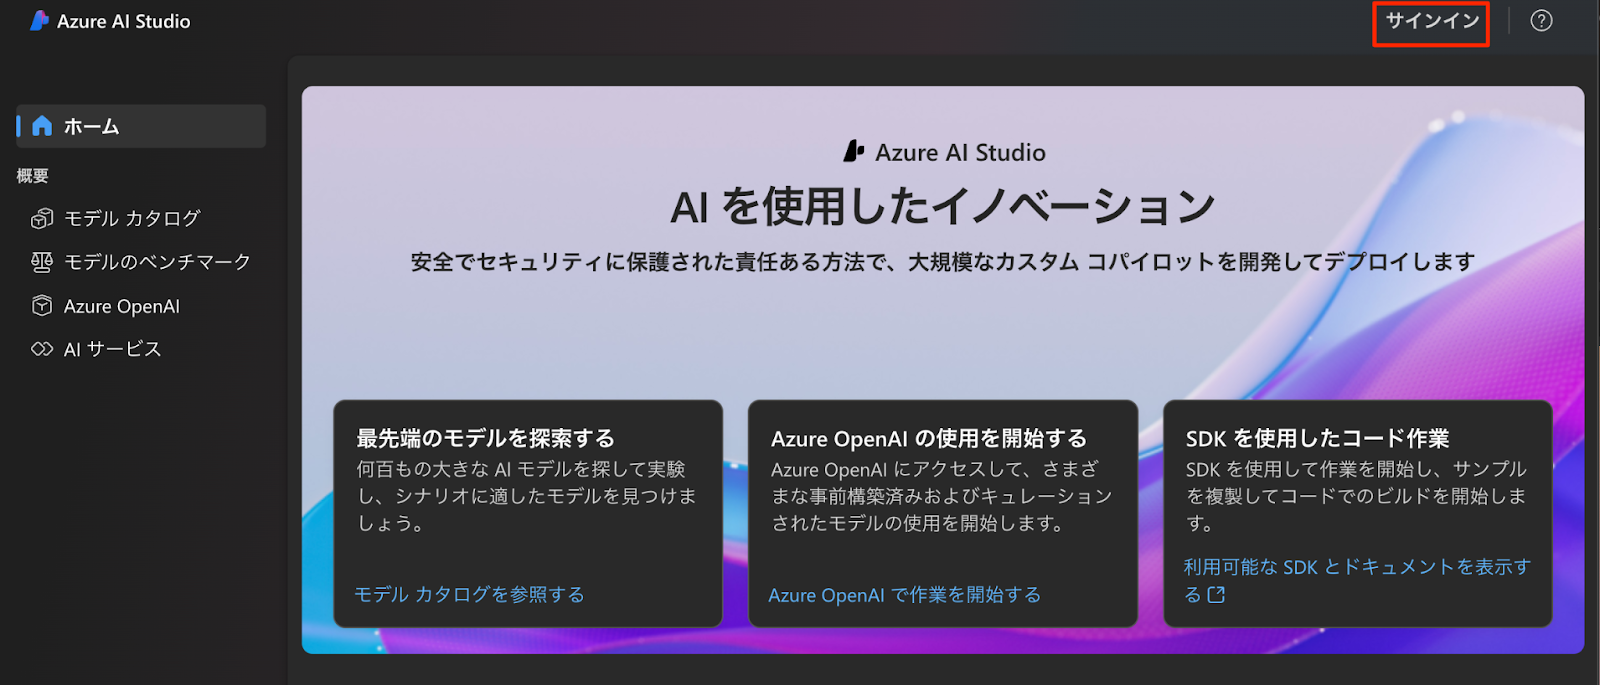 Azure AI Studio
サインイン
ホーム
概要
モデル カタログ
モデルのベンチマーク
Azure OpenAI
AI サービス
Azure AI Studio
AI を使用したイノベーション
安全でセキュリティに保護された責任ある方法で、大規模なカスタム コパイロットを開発してデプロイします
最先端のモデルを探索する
何百もの大きな AI モデルを探して実験
し、シナリオに適したモデルを見つけま
しょう。
モデル カタログを参照する
Azure OpenAI の使用を開始する
Azure OpenAI にアクセスして、さまざ
まな事前構築済みおよびキュレーション
されたモデルの使用を開始します。
Azure OpenAI で作業を開始する
SDK を使用したコード作業
SDK を使用して作業を開始し、サンプル
を複製してコードでのビルドを開始しま
す。
利用可能な SDK とドキュメントを表示す
る